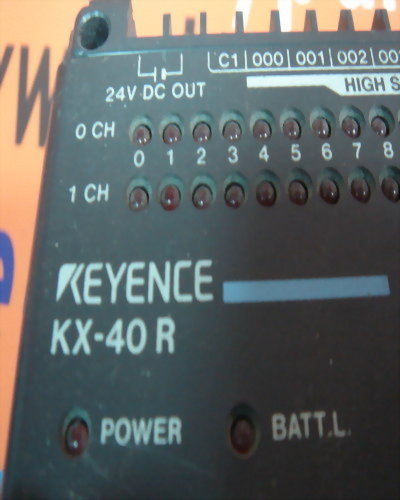 C1 000 001 002
24V DC OUT
HIGH
0 CH
0 1 2 3 4 5 6 7 8
1 CH
KEYENCE
KX-40 R
POWER
BATT.L.